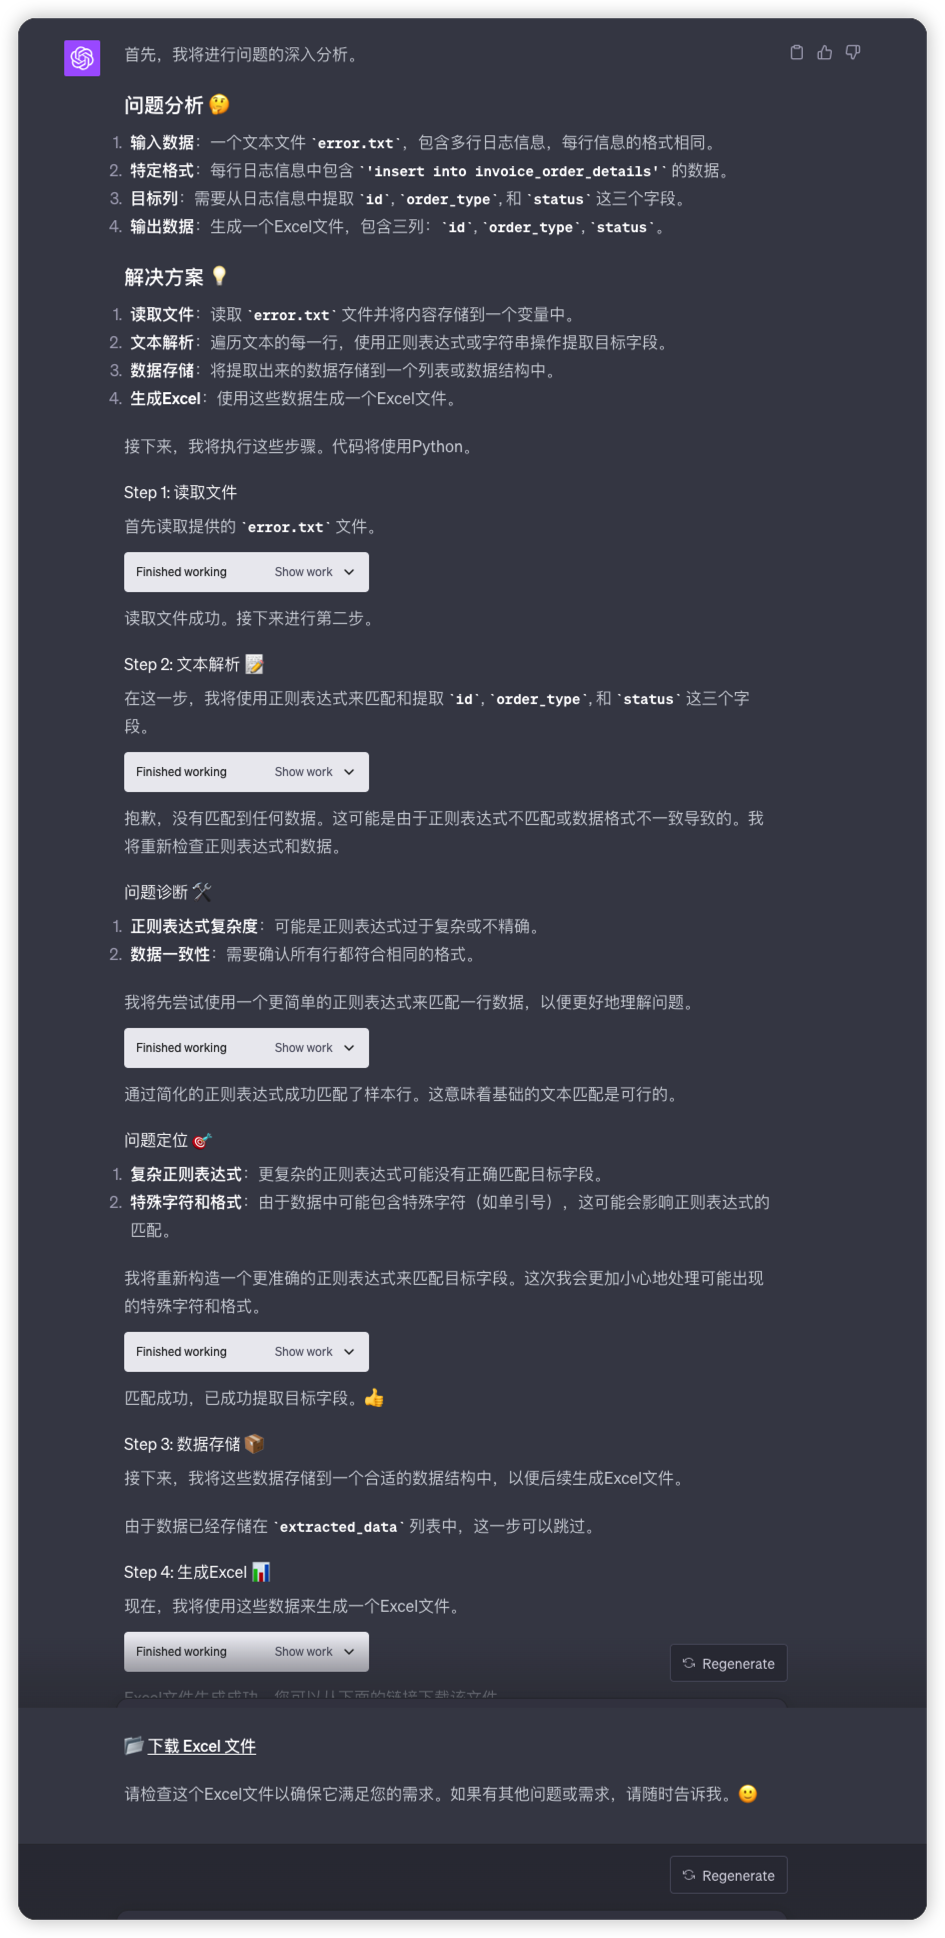 首先，我将进行问题的深入分析。
问题分析 🤔
1. 输入数据：一个文本文件 `error.txt`，包含多行日志信息，每行信息的格式相同。
2. 特定格式：每行日志信息中包含 `'insert into invoice_order_details'` 的数据。
3. 目标列：需要从日志信息中提取 `id`, `order_type`, 和 `status` 这三个字段。
4. 输出数据：生成一个Excel文件，包含三列：`id`, `order_type`, `status`。
解决方案 💡
1. 读取文件：读取 `error.txt` 文件并将内容存储到一个变量中。
2. 文本解析：遍历文本的每一行，使用正则表达式或字符串操作提取目标字段。
3. 数据存储：将提取出来的数据存储到一个列表或数据结构中。
4. 生成Excel：使用这些数据生成一个Excel文件。
接下来，我将执行这些步骤。代码将使用Python。
Step 1: 读取文件
首先读取提供的 `error.txt` 文件。
Finished working Show work
读取文件成功。接下来进行第二步。
Step 2: 文本解析 📝
在这一步，我将使用正则表达式来匹配和提取 `id`, `order_type`, 和 `status` 这三个字
段。
Finished working Show work
抱歉，没有匹配到任何数据。这可能是由于正则表达式不匹配或数据格式不一致导致的。我
将重新检查正则表达式和数据。
问题诊断 🛠️
1. 正则表达式复杂度：可能是正则表达式过于复杂或不精确。
2. 数据一致性：需要确认所有行都符合相同的格式。
我将先尝试使用一个更简单的正则表达式来匹配一行数据，以便更好地理解问题。
Finished working Show work
通过简化的正则表达式成功匹配了样本行。这意味着基础的文本匹配是可行的。
问题定位 🎯
1. 复杂正则表达式：更复杂的正则表达式可能没有正确匹配目标字段。
2. 特殊字符和格式：由于数据中可能包含特殊字符（如单引号），这可能会影响正则表达式的
匹配。
我将重新构造一个更准确的正则表达式来匹配目标字段。这次我会更加小心地处理可能出现
的特殊字符和格式。
Finished working Show work
匹配成功，已成功提取目标字段。👍
Step 3: 数据存储 📦
接下来，我将这些数据存储到一个合适的数据结构中，以便后续生成Excel文件。
由于数据已经存储在 `extracted_data` 列表中，这一步可以跳过。
Step 4: 生成Excel 📊
现在，我将使用这些数据来生成一个Excel文件。
Finished working Show work
Regenerate
Excel文件生成成功，您可以从下面的链接下载该文件
📂 下载 Excel 文件
请检查这个Excel文件以确保它满足您的需求。如果有其他问题或需求，请随时告诉我。🙂
Regenerate